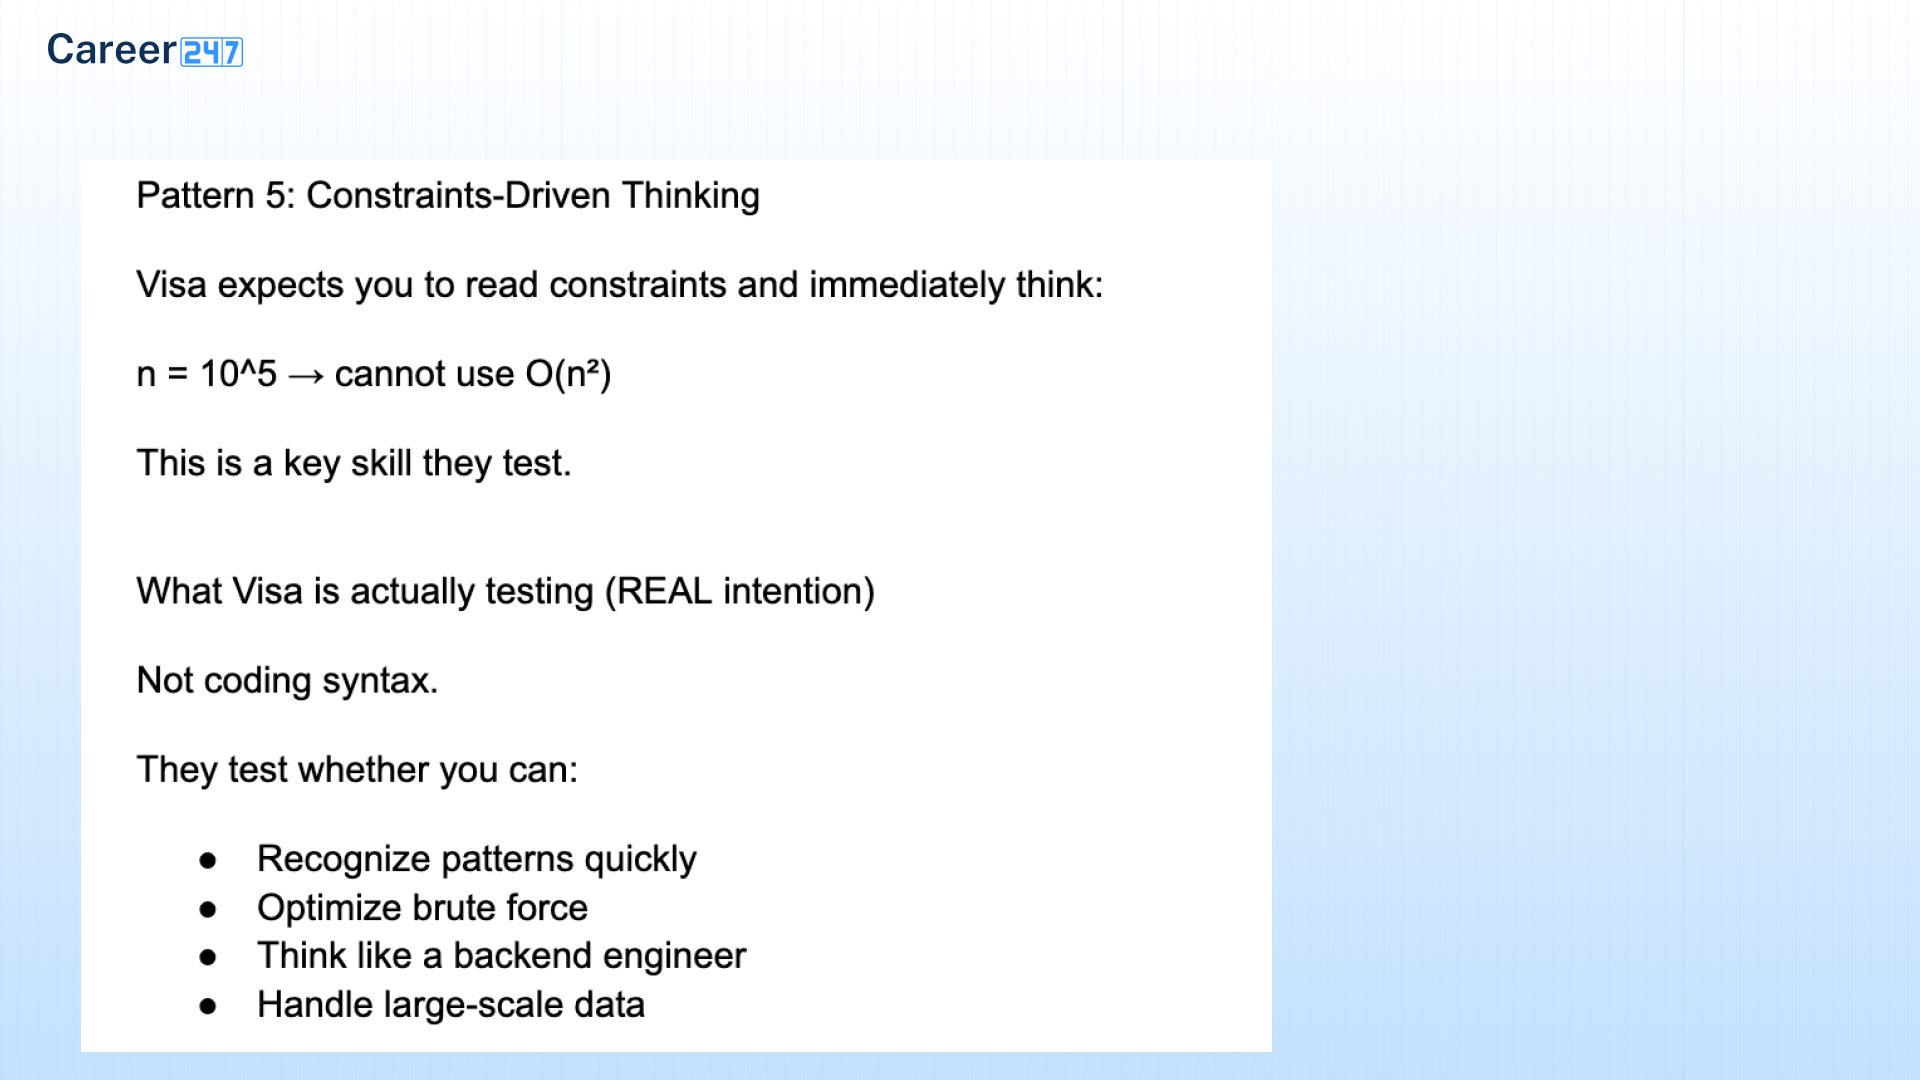 Career247
Pattern 5: Constraints-Driven Thinking
Visa expects you to read constraints and immediately think:
n = 10^5 → cannot use O(n²)
This is a key skill they test.
What Visa is actually testing (REAL intention)
Not coding syntax.
They test whether you can:
● Recognize patterns quickly
● Optimize brute force
● Think like a backend engineer
● Handle large-scale data